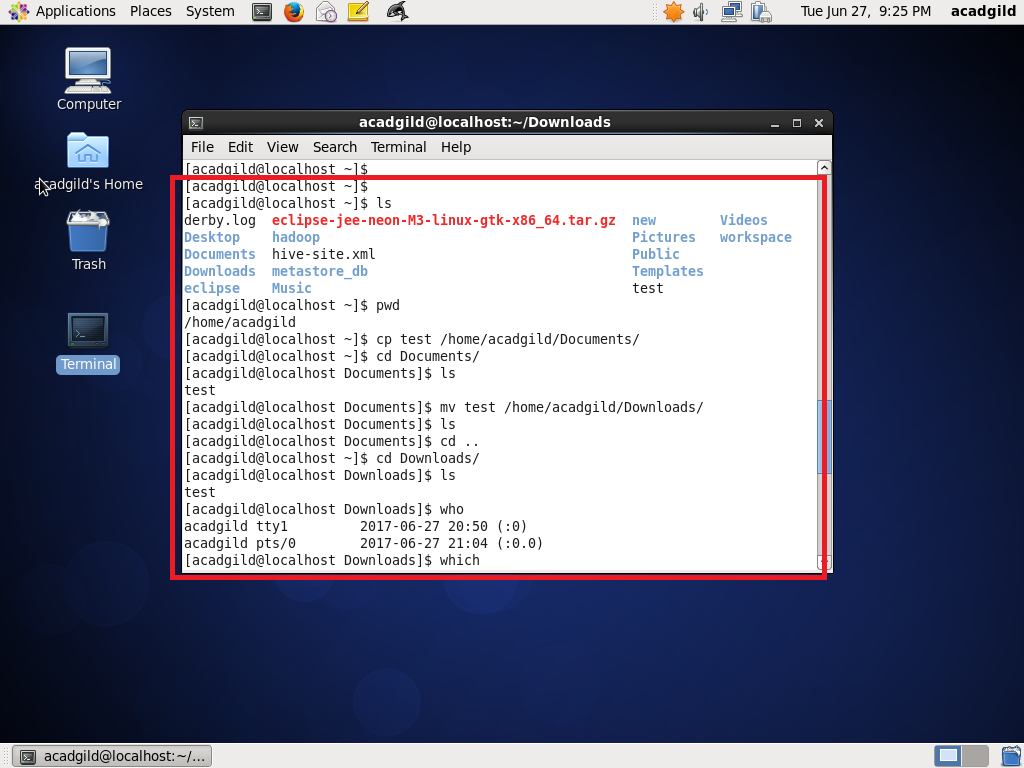 Applications Places System Tue Jun 27, 9:25 PM acadgild
Computer
acadgild's Home
Trash
Terminal
acadgild@localhost:~/Downloads
File Edit View Search Terminal Help
[acadgild@localhost ~]$
[acadgild@localhost ~]$
[acadgild@localhost ~]$ ls
derby.log  eclipse-jee-neon-M3-linux-gtk-x86_64.tar.gz  new        Videos
Desktop    hadoop                                       Pictures   workspace
Documents  hive-site.xml                                Public
Downloads  metastore_db                                 Templates
eclipse    Music                                        test
[acadgild@localhost ~]$ pwd
/home/acadgild
[acadgild@localhost ~]$ cp test /home/acadgild/Documents/
[acadgild@localhost ~]$ cd Documents/
[acadgild@localhost Documents]$ ls
test
[acadgild@localhost Documents]$ mv test /home/acadgild/Downloads/
[acadgild@localhost Documents]$ ls
[acadgild@localhost Documents]$ cd ..
[acadgild@localhost ~]$ cd Downloads/
[acadgild@localhost Downloads]$ ls
test
[acadgild@localhost Downloads]$ who
acadgild tty1         2017-06-27 20:50 (:0)
acadgild pts/0        2017-06-27 21:04 (:0.0)
[acadgild@localhost Downloads]$ which
acadgild@localhost:~/...